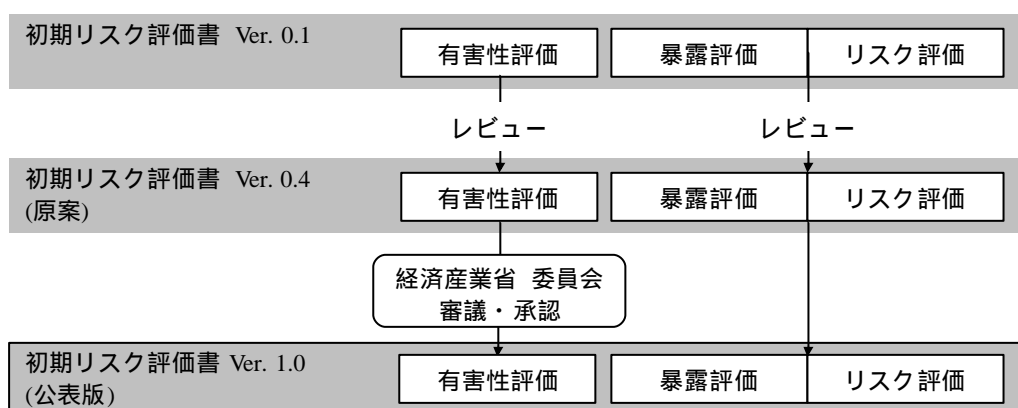 初期リスク評価書 Ver. 0.1
有害性評価
暴露評価
リスク評価
レビュー
レビュー
初期リスク評価書 Ver. 0.4
(原案)
有害性評価
暴露評価
リスク評価
経済産業省 委員会
審議・承認
初期リスク評価書 Ver. 1.0
(公表版)
有害性評価
暴露評価
リスク評価